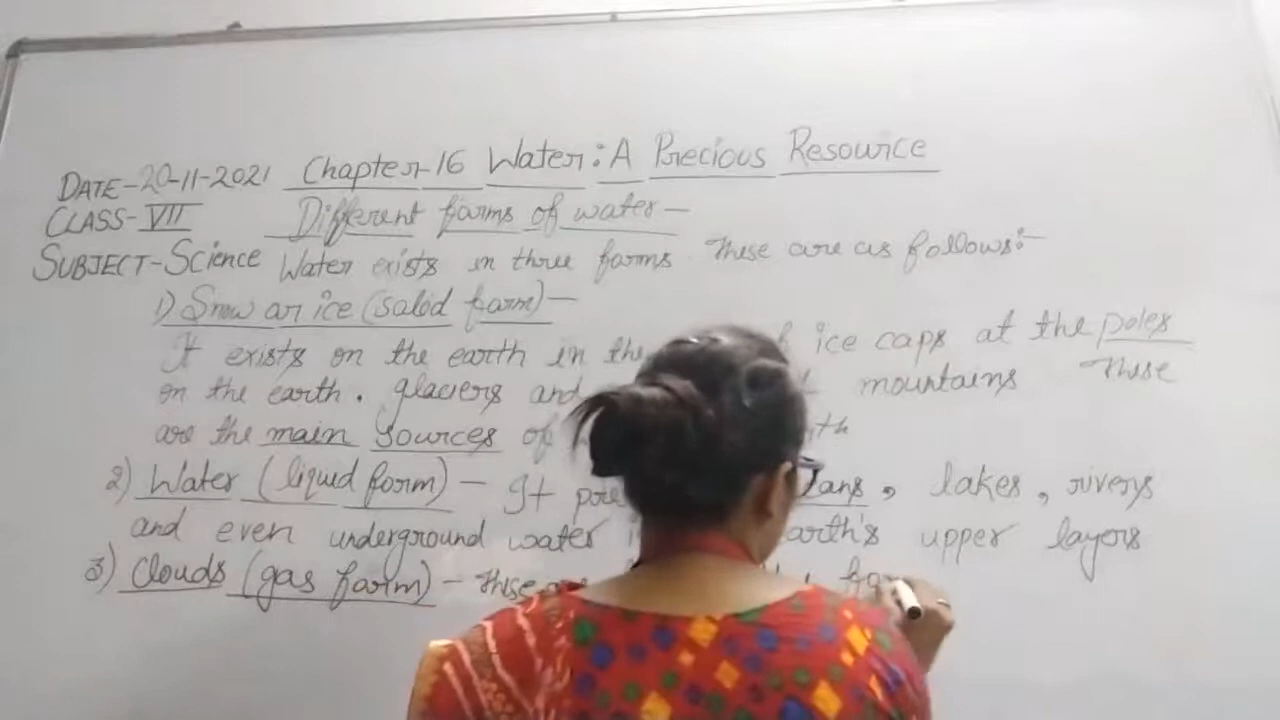 DATE-20-11-2021 Chapter-16 Water: A Precious Resource
CLASS-VII Different forms of water-
SUBJECT-Science Water exists in three forms. These are as follows:-
1) Snow or ice (solid form)-
It exists on the earth in the ice caps at the poles
on the earth. glaciers and mountains These
are the main sources of
2) Water (liquid form) - It , lakes, rivers
and even underground water earth's upper layers
3) Clouds (gas form) - These